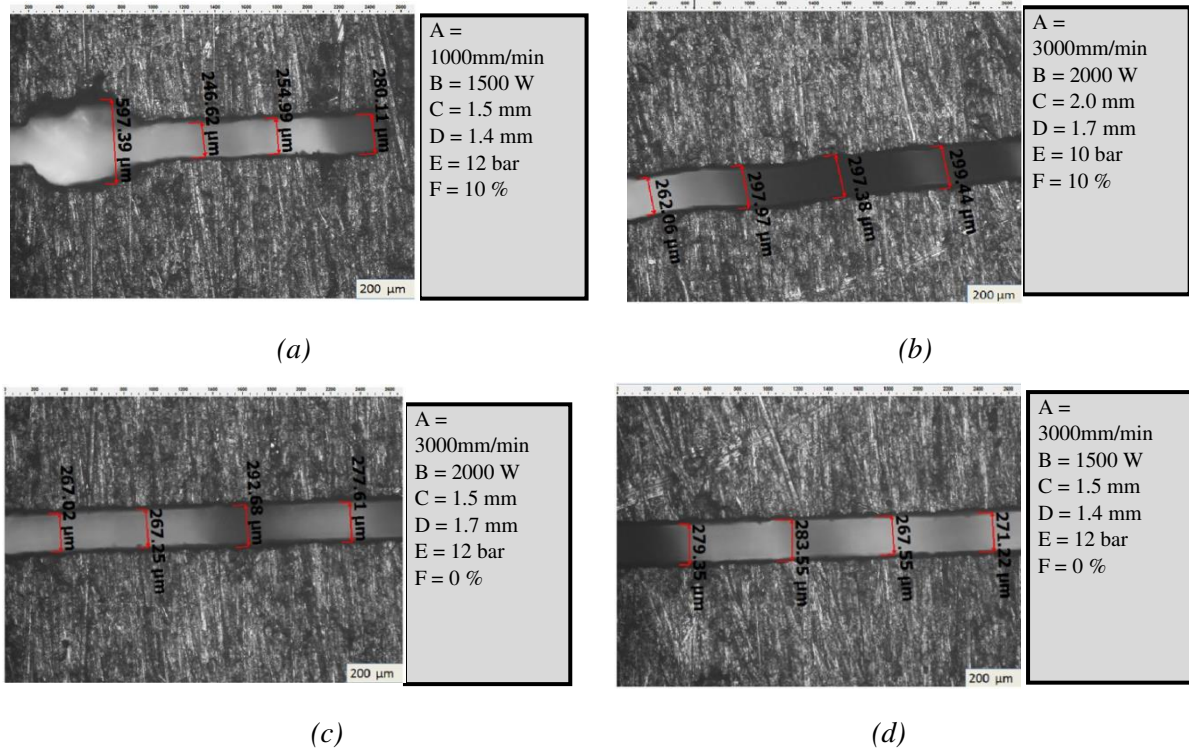 597.39 µm
246.62 µm
254.99 µm
280.11 µm
200 µm
A =
1000mm/min
B = 1500 W
C = 1.5 mm
D = 1.4 mm
E = 12 bar
F = 10 %
(a)
262.06 µm
297.97 µm
297.38 µm
299.44 µm
200 µm
A =
3000mm/min
B = 2000 W
C = 2.0 mm
D = 1.7 mm
E = 10 bar
F = 10 %
(b)
267.02 µm
267.25 µm
292.68 µm
277.61 µm
200 µm
A =
3000mm/min
B = 2000 W
C = 1.5 mm
D = 1.7 mm
E = 12 bar
F = 0 %
(c)
279.35 µm
283.55 µm
267.55 µm
271.22 µm
200 µm
A =
3000mm/min
B = 1500 W
C = 1.5 mm
D = 1.4 mm
E = 12 bar
F = 0 %
(d)